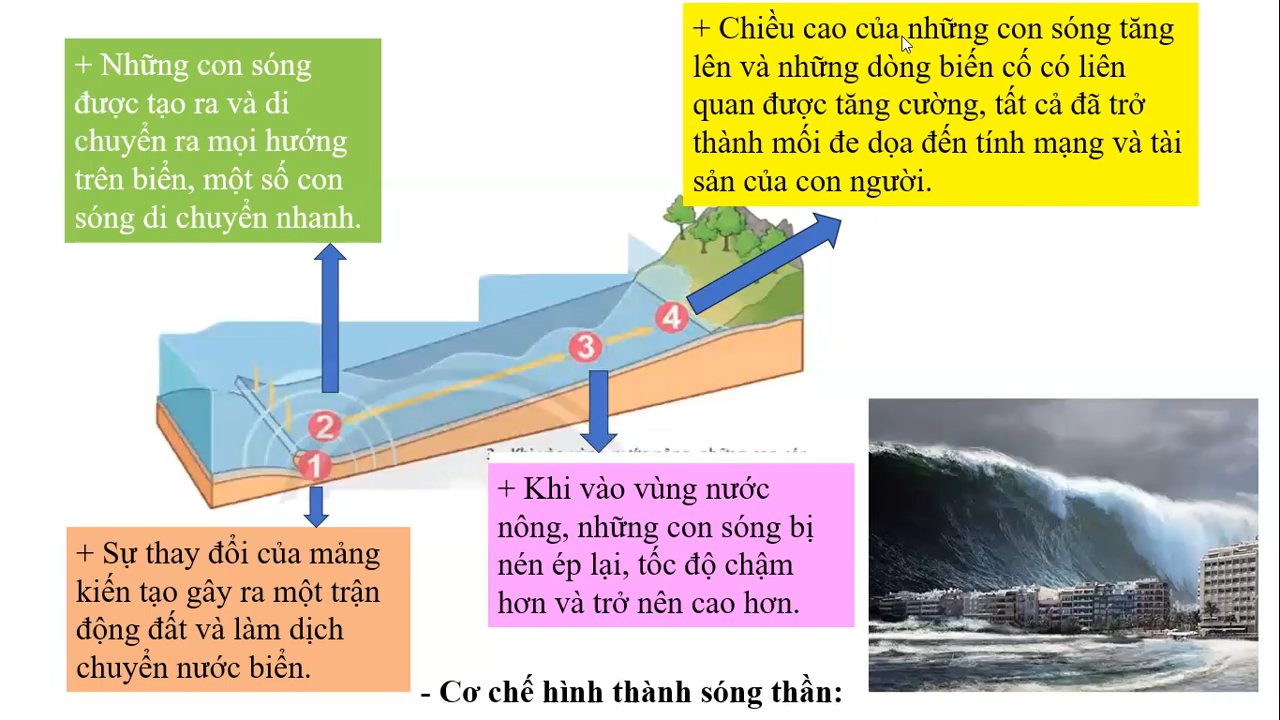 + Những con sóng
được tạo ra và di
chuyển ra mọi hướng
trên biển, một số con
sóng di chuyển nhanh.
+ Chiều cao của những con sóng tăng
lên và những dòng biến cố có liên
quan được tăng cường, tất cả đã trở
thành mối đe dọa đến tính mạng và tài
sản của con người.
4
3
2
1
+ Khi vào vùng nước
nông, những con sóng bị
nén ép lại, tốc độ chậm
hơn và trở nên cao hơn.
+ Sự thay đổi của mảng
kiến tạo gây ra một trận
động đất và làm dịch
chuyển nước biển.
- Cơ chế hình thành sóng thần: